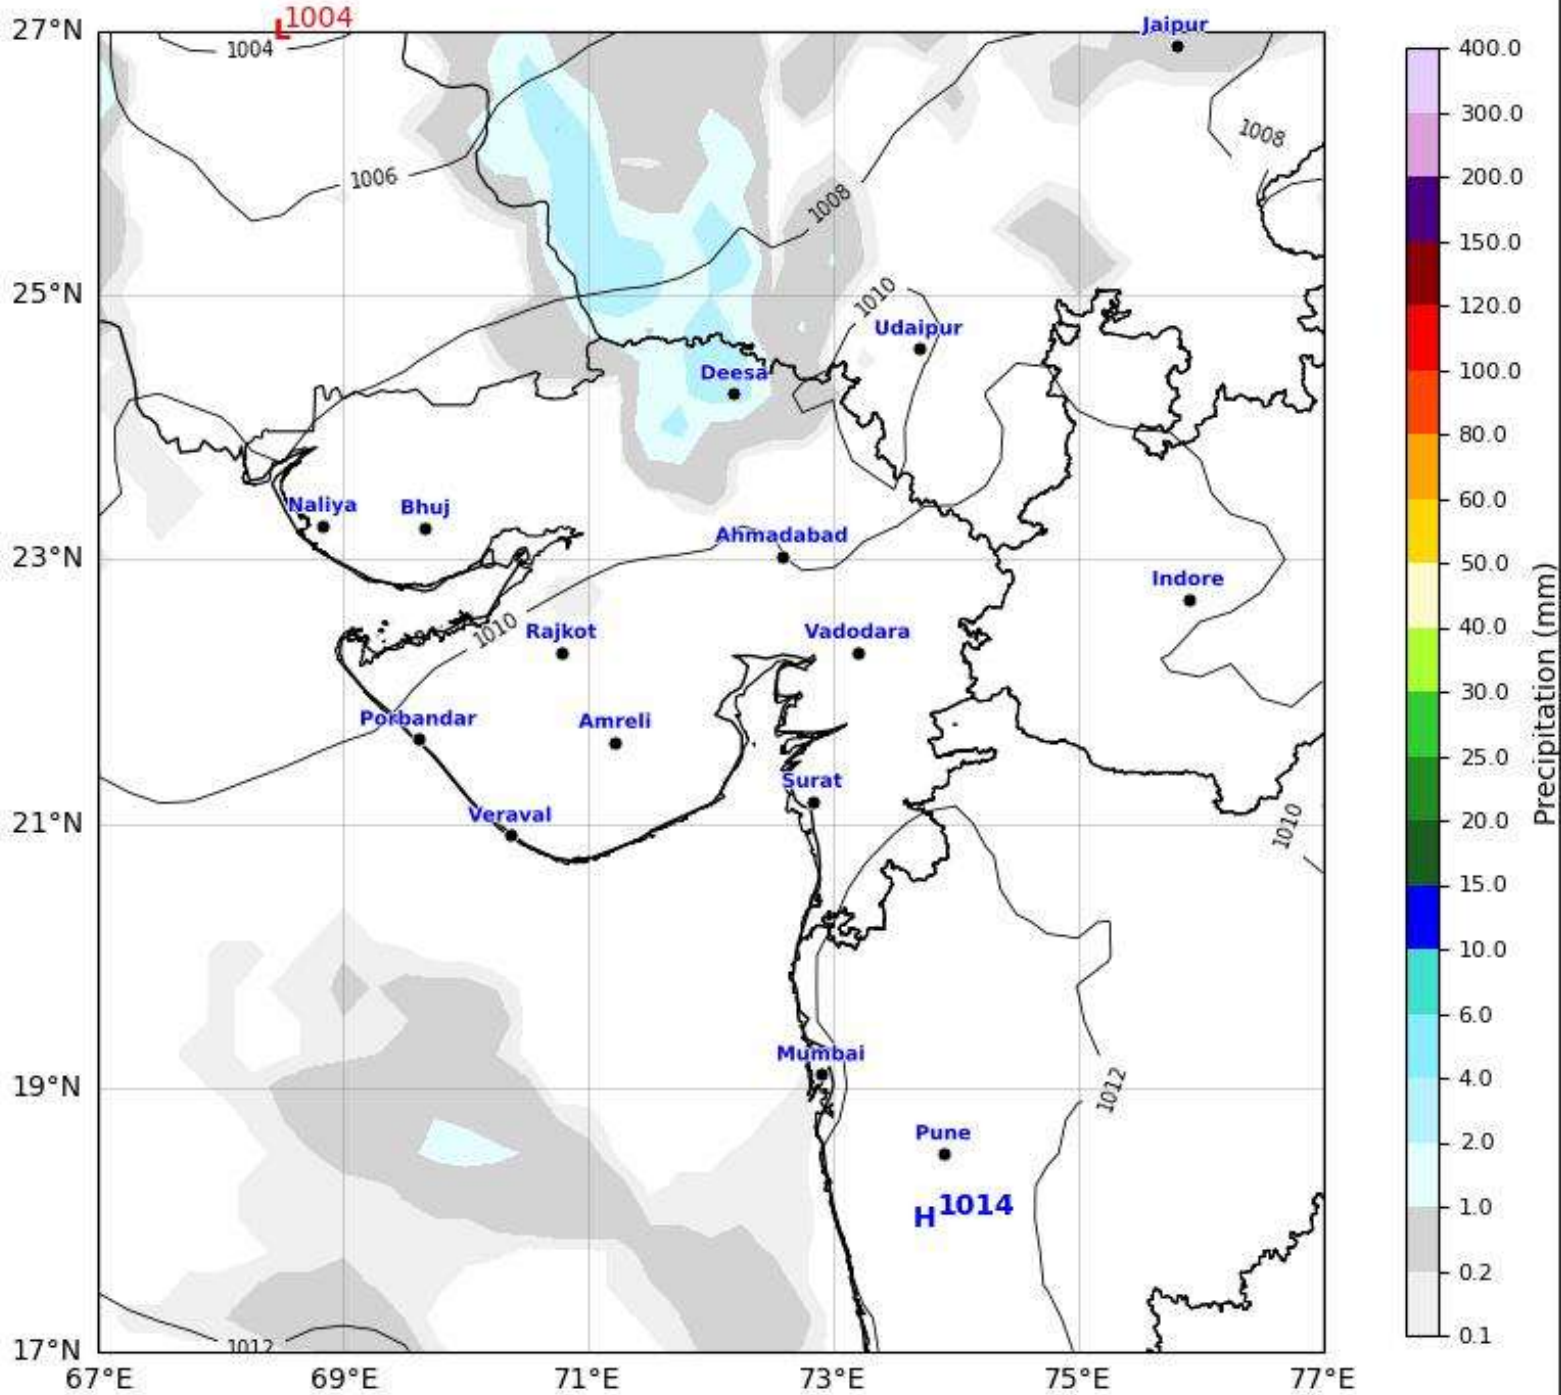 L 1004
27°N
Jaipur
400.0
1004
300.0
1008
1006
200.0
1008
150.0
25°N
1010
Udaipur
120.0
Deesa
100.0
80.0
Naliya
Bhuj
60.0
Ahmadabad
23°N
50.0
Indore
Precipitation (mm)
1010
Rajkot
Vadodara
40.0
30.0
Porbandar
Amreli
25.0
Surat
Veraval
21°N
1010
20.0
15.0
10.0
6.0
Mumbai
19°N
1012
4.0
Pune
2.0
H 1014
1.0
0.2
1012
17°N
0.1
67°E 69°E 71°E 73°E 75°E 77°E